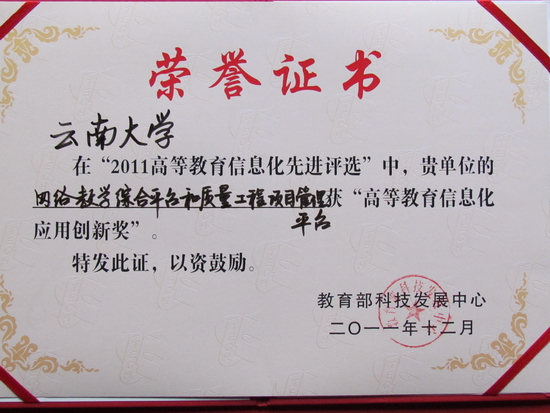 荣誉证书
云南大学
在“2011高等教育信息化先进评选”中，贵单位的
网络教学综合平台和质量工程项目管理平台获“高等教育信息化
应用创新奖”。
特发此证，以资鼓励。
教育部科技发展中心
二〇一一年十二月